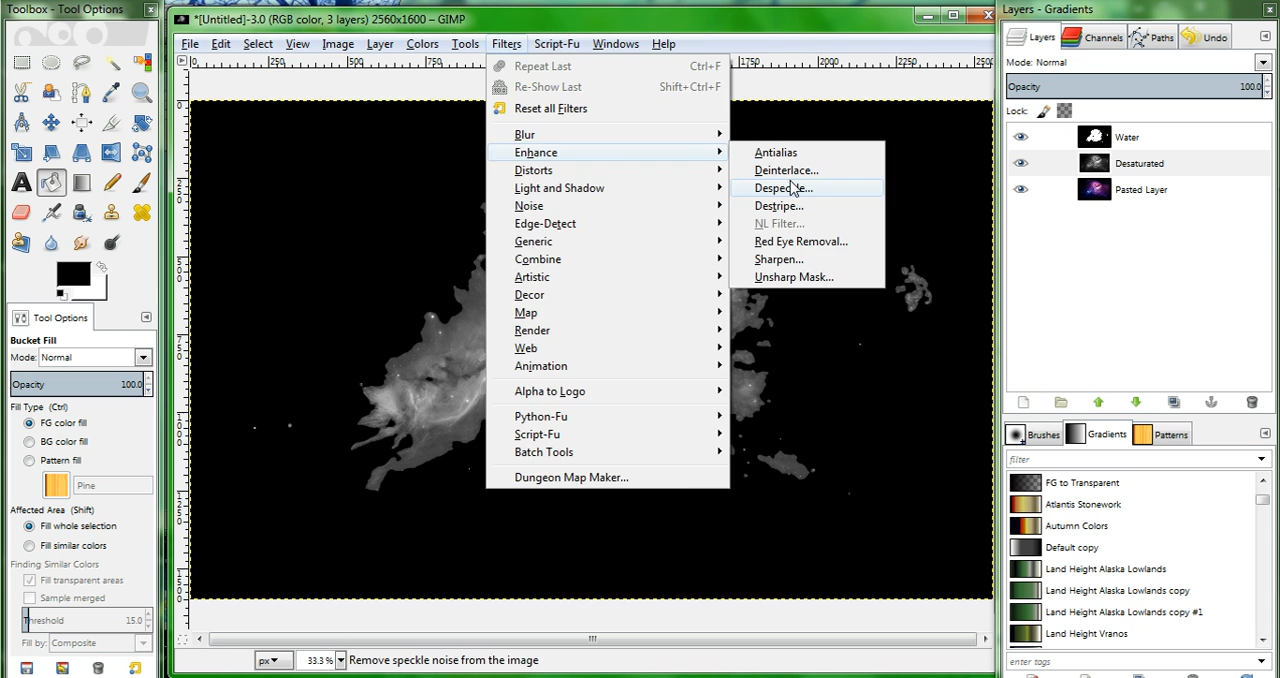 Toolbox - Tool Options
*[Untitled]-3.0 (RGB color, 3 layers) 2560x1600 – GIMP
Layers - Gradients
File Edit Select View Image Layer Colors Tools Filters Script-Fu Windows Help
Layers Channels Paths Undo
Mode: Normal
Opacity 100.0
Lock:
Water
Desaturated
Pasted Layer
0 250 500 750 1750 2000 2250 2500
Repeat Last Ctrl+F
Re-Show Last Shift+Ctrl+F
Reset all Filters
Blur
Enhance
Distorts
Light and Shadow
Noise
Edge-Detect
Generic
Combine
Artistic
Decor
Map
Render
Web
Animation
Alpha to Logo
Python-Fu
Script-Fu
Batch Tools
Dungeon Map Maker...
Antialias
Deinterlace...
Destripe...
NL Filter...
Red Eye Removal...
Sharpen...
Unsharp Mask...
Tool Options
Bucket Fill
Mode: Normal
Opacity 100.0
Fill Type (Ctrl)
FG color fill
BG color fill
Pattern fill
Pine
Affected Area (Shift)
Fill whole selection
Fill similar colors
Finding Similar Colors
Fill transparent areas
Sample merged
Threshold 15.0
Fill by: Composite
Brushes Gradients Patterns
filter
FG to Transparent
Atlantis Stonework
Autumn Colors
Default copy
Land Height Alaska Lowlands
Land Height Alaska Lowlands copy
Land Height Alaska Lowlands copy #1
Land Height Vranos
enter tags
px 33.3 % Remove speckle noise from the image